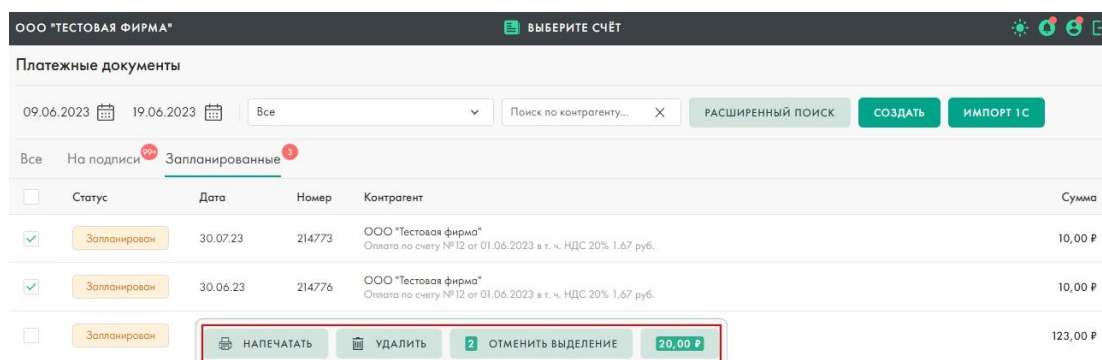 ООО "ТЕСТОВАЯ ФИРМА" ВЫБЕРИТЕ СЧЁТ
Платежные документы
09.06.2023 19.06.2023 Все Поиск по контрагенту... РАСШИРЕННЫЙ ПОИСК СОЗДАТЬ ИМПОРТ 1С
Все На подписи 99+ Запланированные 3
Статус Дата Номер Контрагент Сумма
Запланирован 30.07.23 214773 ООО "Тестовая фирма" 10,00 ₽
Оплата по счету №12 от 01.06.2023 в т. ч. НДС 20% 1.67 руб.
Запланирован 30.06.23 214776 ООО "Тестовая фирма" 10,00 ₽
Оплата по счету №12 от 01.06.2023 в т. ч. НДС 20% 1.67 руб.
Запланирован 123,00 ₽
НАПЕЧАТАТЬ УДАЛИТЬ 2 ОТМЕНИТЬ ВЫДЕЛЕНИЕ 20,00 ₽